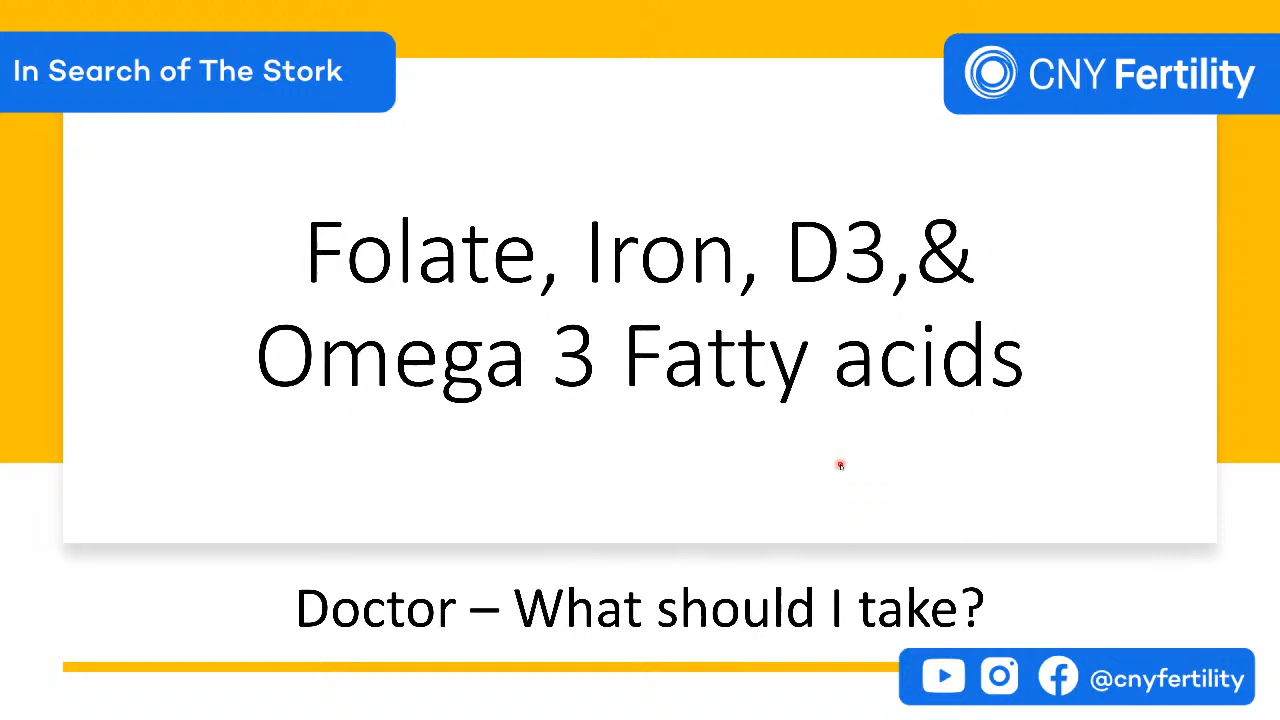 In Search of The Stork
CNY Fertility
Folate, Iron, D3,&
Omega 3 Fatty acids
Doctor – What should I take?
@cnyfertility